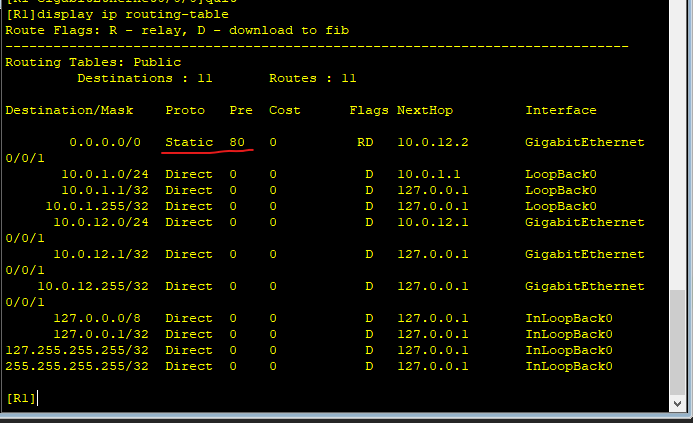 [R1]display ip routing-table
Route Flags: R - relay, D - download to fib
------------------------------------------------------------------------------
Routing Tables: Public
         Destinations : 11       Routes : 11

Destination/Mask    Proto   Pre  Cost      Flags NextHop         Interface

        0.0.0.0/0   Static  80   0          RD   10.0.12.2       GigabitEthernet
0/0/1
       10.0.1.0/24  Direct  0    0           D   10.0.1.1        LoopBack0
       10.0.1.1/32  Direct  0    0           D   127.0.0.1       LoopBack0
     10.0.1.255/32  Direct  0    0           D   127.0.0.1       LoopBack0
      10.0.12.0/24  Direct  0    0           D   10.0.12.1       GigabitEthernet
0/0/1
      10.0.12.1/32  Direct  0    0           D   127.0.0.1       GigabitEthernet
0/0/1
    10.0.12.255/32  Direct  0    0           D   127.0.0.1       GigabitEthernet
0/0/1
      127.0.0.0/8   Direct  0    0           D   127.0.0.1       InLoopBack0
      127.0.0.1/32  Direct  0    0           D   127.0.0.1       InLoopBack0
127.255.255.255/32  Direct  0    0           D   127.0.0.1       InLoopBack0
255.255.255.255/32  Direct  0    0           D   127.0.0.1       InLoopBack0

[R1]